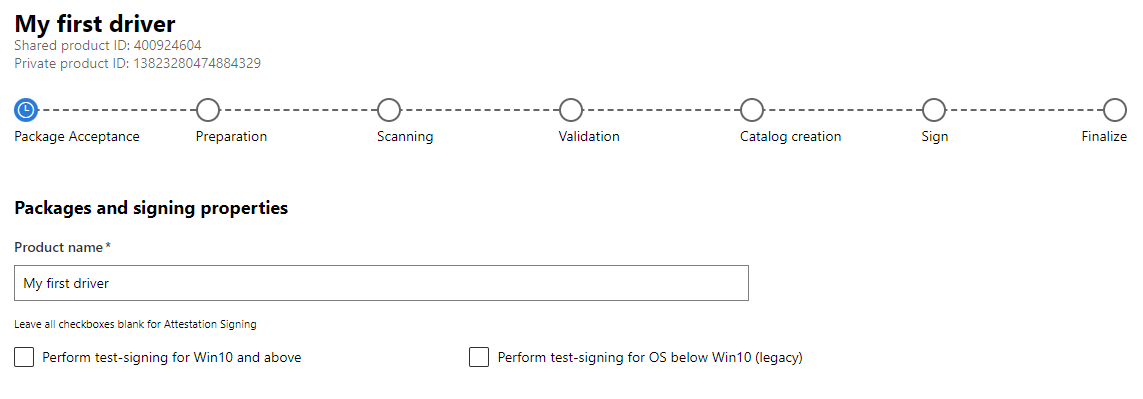 My first driver
Shared product ID: 400924604
Private product ID: 13823280474884329
Package Acceptance Preparation Scanning Validation Catalog creation Sign Finalize
Packages and signing properties
Product name*
My first driver
Leave all checkboxes blank for Attestation Signing
Perform test-signing for Win10 and above Perform test-signing for OS below Win10 (legacy)